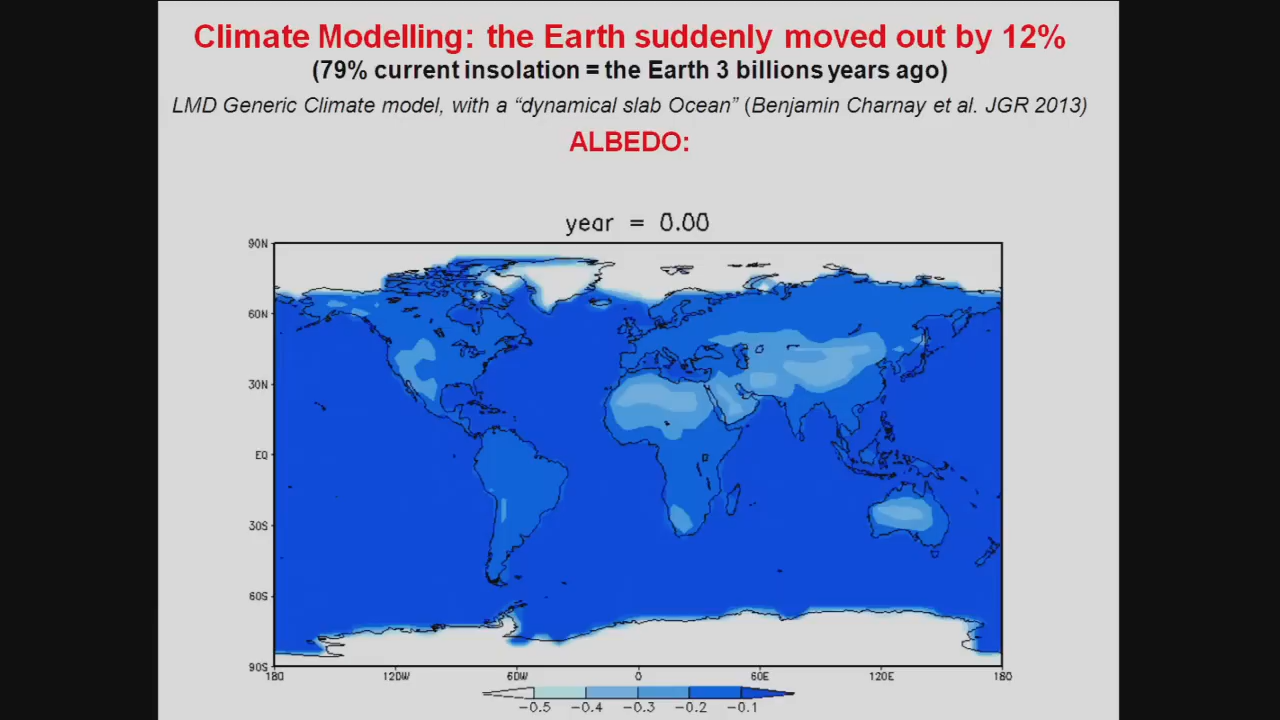 Climate Modelling: the Earth suddenly moved out by 12%
(79% current insolation = the Earth 3 billions years ago)
LMD Generic Climate model, with a “dynamical slab Ocean” (Benjamin Charnay et al. JGR 2013)
ALBEDO:
year = 0.00
90N
60N
30N
EQ
30S
60S
90S
180 120W 60W 0 60E 120E 180
-0.5 -0.4 -0.3 -0.2 -0.1